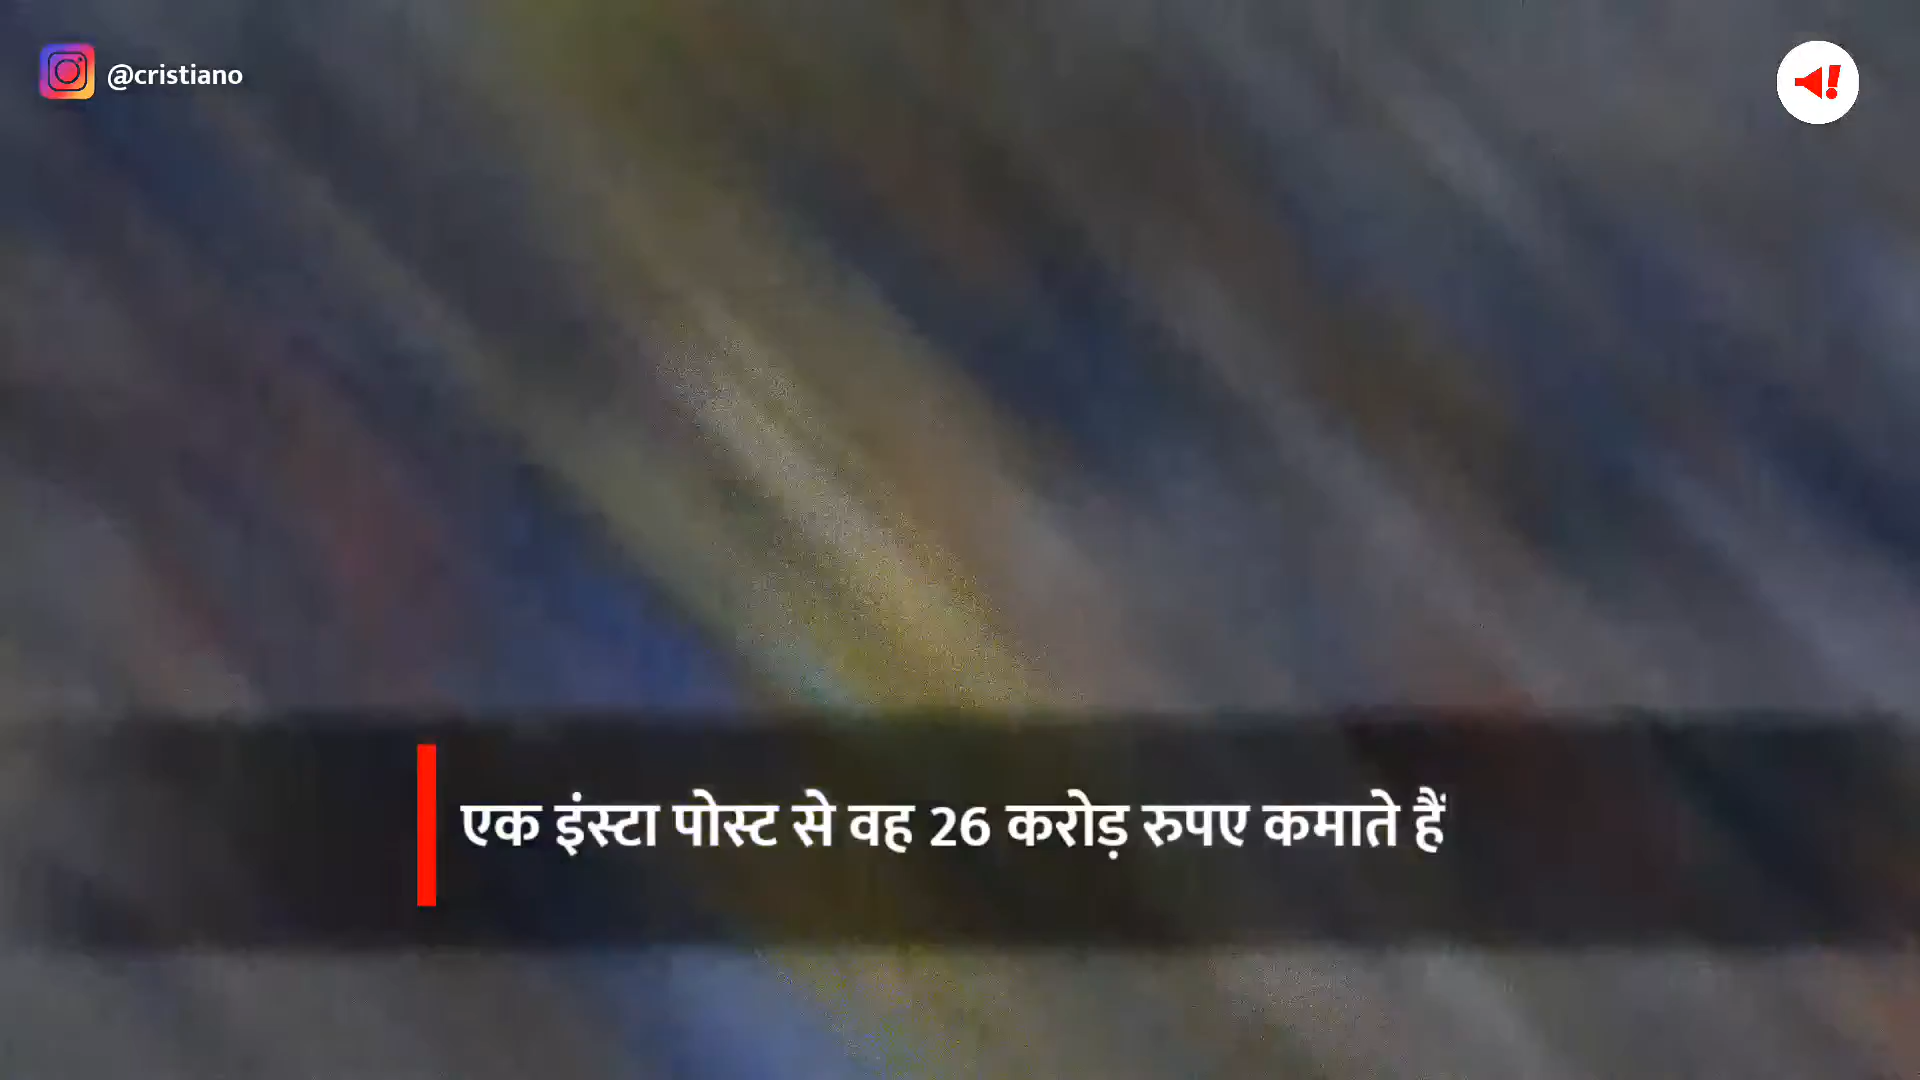 @cristiano
एक इंस्टा पोस्ट से वह 26 करोड़ रुपए कमाते हैं